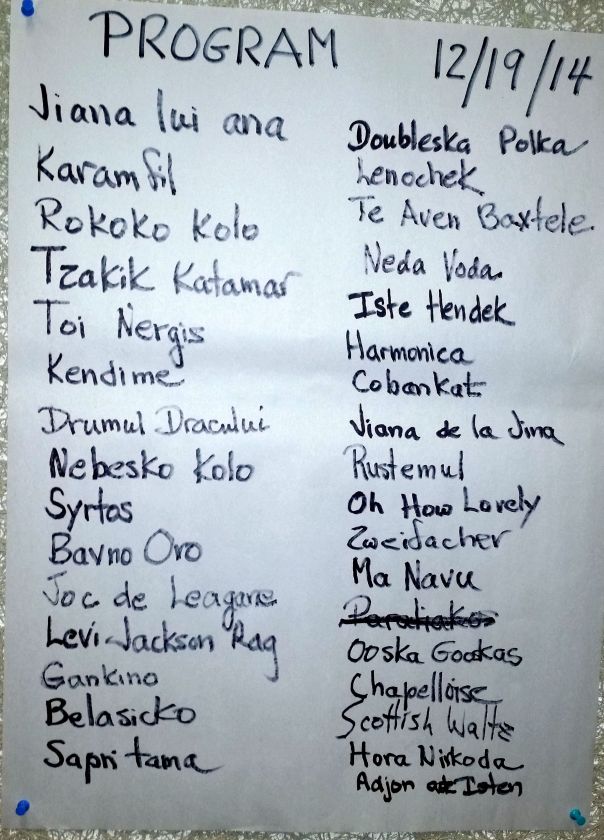 PROGRAM 12/19/14
Jiana lui ana
Karamfil
Rokoko Kolo
Tzakik Katamar
Toi Nergis
Kendime
Drumul Dracului
Nebesko Kolo
Syrtos
Bavno Oro
Joc de Leagane
Levi Jackson Rag
Gankino
Belasicko
Sapri tama
Doubleska Polka
Lenochek
Te Aven Baxtele.
Neda Voda
Iste Hendek
Harmonica
Cobankat
Jiana de la Jina
Rustemul
Oh How Lovely
Zweifacher
Ma Navu
Paraliakos
Ooska Gookas
Chapelloise
Scottish Waltz
Hora Nirkoda
Adjon Isten